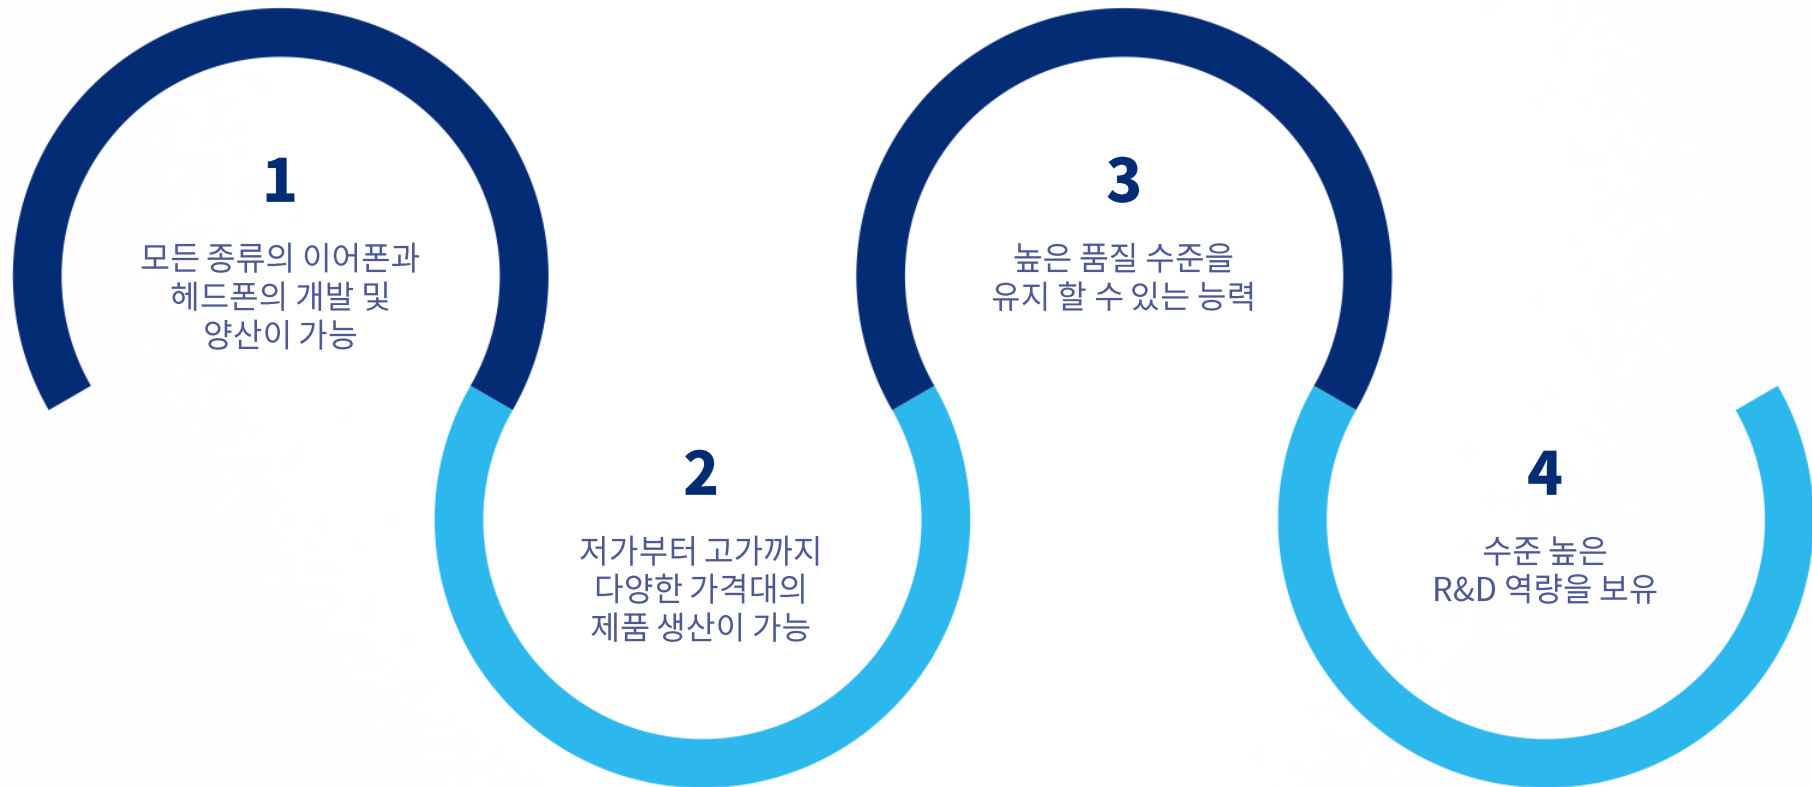 1
모든 종류의 이어폰과
헤드폰의 개발 및
양산이 가능
2
저가부터 고가까지
다양한 가격대의
제품 생산이 가능
3
높은 품질 수준을
유지 할 수 있는 능력
4
수준 높은
R&D 역량을 보유